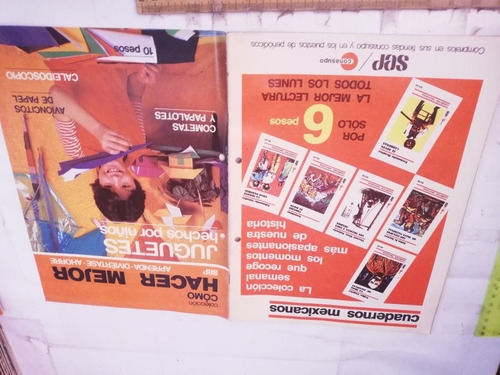 colección
CÓMO
HACER MEJOR
SEP APRENDA · DIVIERTASE · AHORRE
JUGUETES
• hechos por niños
COMETAS
Y PAPALOTES
AVIONCITOS
DE PAPEL
CALEIDOSCOPIO
10 pesos
cuadernos mexicanos
La colección
semanal
que recoge
los momentos
más apasionantes
de nuestra
historia
POR
SÓLO
6 pesos
LA MEJOR LECTURA
TODOS LOS LUNES
SEP
conasupo
Cómprelos en sus tiendas conasupo y en los puestos de periódicos